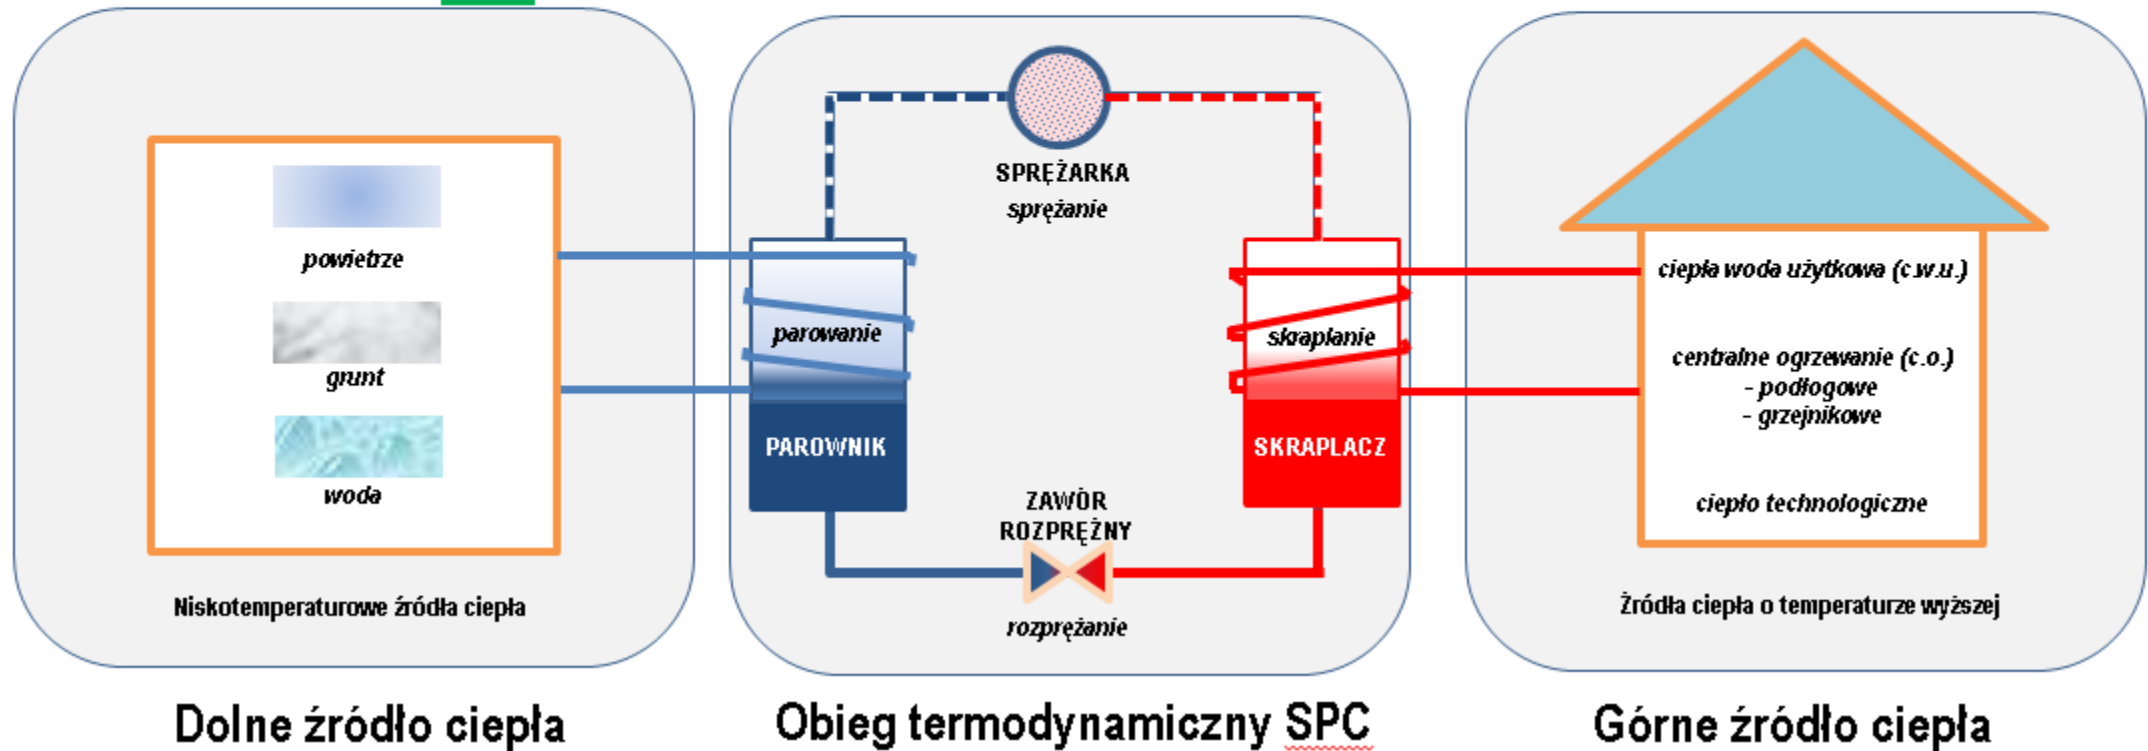 powietrze
grunt
woda
Niskotemperaturowe źródła ciepła
Dolne źródło ciepła
SPRĘŻARKA
sprężanie
parowanie
PAROWNIK
skraplanie
SKRAPLACZ
ZAWÓR
ROZPRĘŻNY
rozprężanie
Obieg termodynamiczny SPC
ciepła woda użytkowa (c.w.u.)
centralne ogrzewanie (c.o.)
- podłogowe
- grzejnikowe
ciepło technologiczne
Źródła ciepła o temperaturze wyższej
Górne źródło ciepła